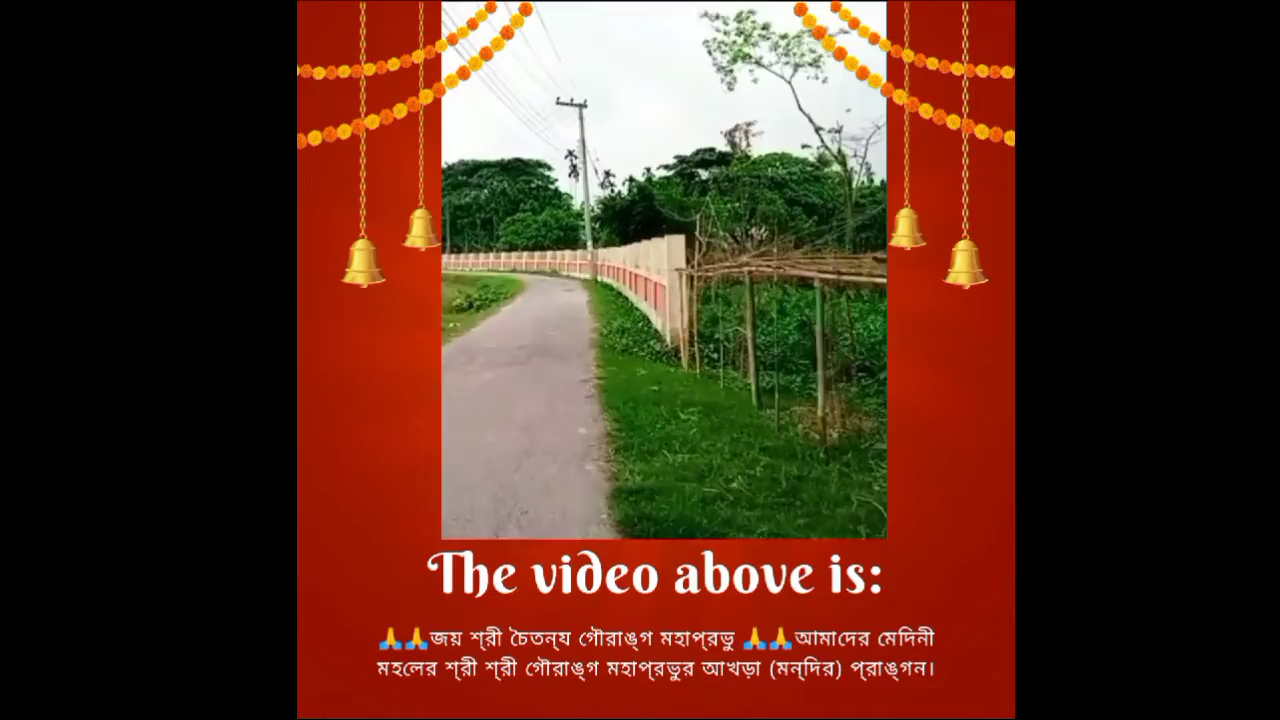 The video above is:
🙏🙏জয় শ্রী চৈতন্য গৌরাঙ্গ মহাপ্রভু 🙏🙏আমাদের মেদিনী
মহলের শ্রী শ্রী গৌরাঙ্গ মহাপ্রভুর আখড়া (মন্দির) প্রাঙ্গন।